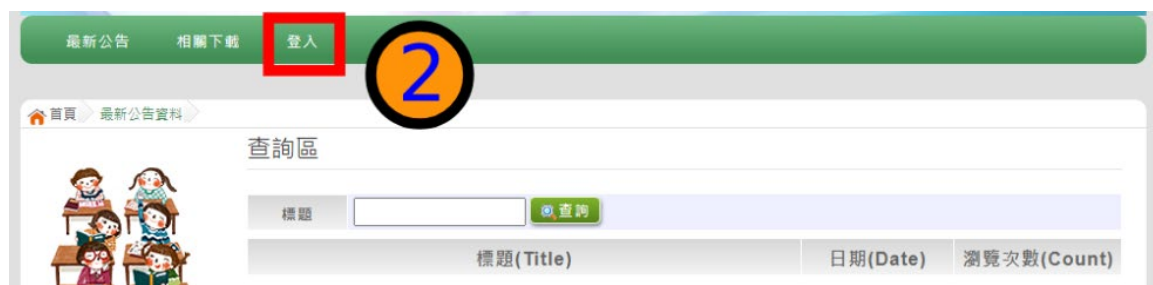 最新公告 相關下載 登入
2
首頁 最新公告資料
查詢區
標題 查詢
標題(Title) 日期(Date) 瀏覽次數(Count)